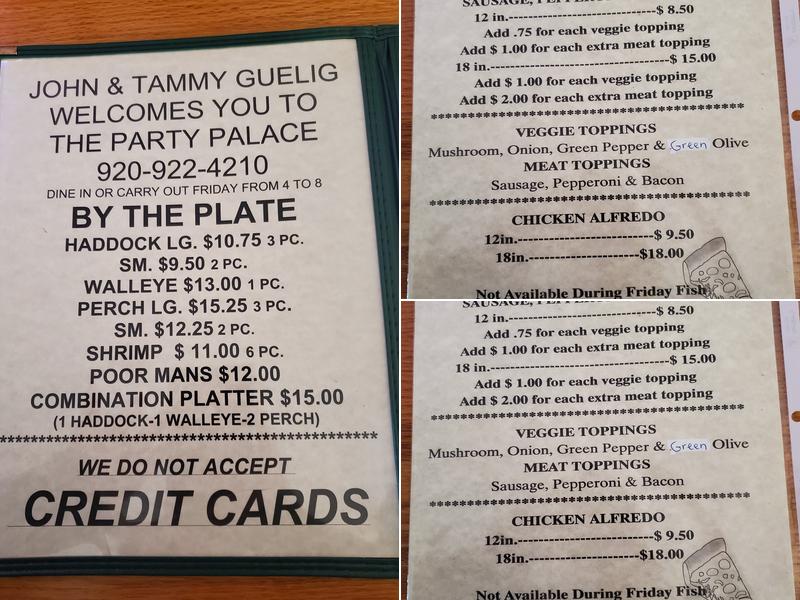 JOHN & TAMMY GUELIG
WELCOMES YOU TO
THE PARTY PALACE
920-922-4210
DINE IN OR CARRY OUT FRIDAY FROM 4 TO 8
BY THE PLATE
HADDOCK LG. $10.75 3 PC.
SM. $9.50 2 PC.
WALLEYE $13.00 1 PC.
PERCH LG. $15.25 3 PC.
SM. $12.25 2 PC.
SHRIMP $ 11.00 6 PC.
POOR MANS $12.00
COMBINATION PLATTER $15.00
(1 HADDOCK-1 WALLEYE-2 PERCH)
WE DO NOT ACCEPT
CREDIT CARDS
12 in.--------------------------------$ 8.50
Add .75 for each veggie topping
Add $ 1.00 for each extra meat topping
18 in.--------------------------------$ 15.00
Add $ 1.00 for each veggie topping
Add $ 2.00 for each extra meat topping
VEGGIE TOPPINGS
Mushroom, Onion, Green Pepper & Green Olive
MEAT TOPPINGS
Sausage, Pepperoni & Bacon
CHICKEN ALFREDO
12in.-------------------------$ 9.50
18in.--------------------$18.00
Not Available During Friday Fish
12 in.--------------------------------$ 8.50
Add .75 for each veggie topping
Add $ 1.00 for each extra meat topping
18 in.--------------------------------$ 15.00
Add $ 1.00 for each veggie topping
Add $ 2.00 for each extra meat topping
VEGGIE TOPPINGS
Mushroom, Onion, Green Pepper & Green Olive
MEAT TOPPINGS
Sausage, Pepperoni & Bacon
CHICKEN ALFREDO
12in.-------------------------$ 9.50
18in.--------------------$18.00
Not Available During Friday Fish